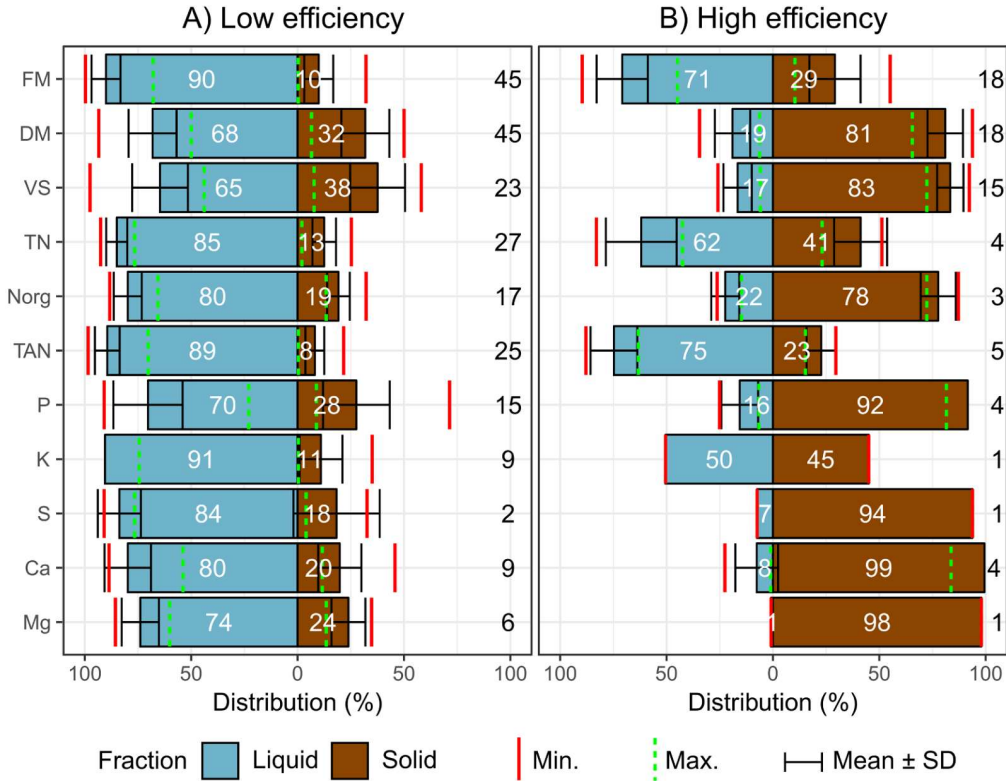 A) Low efficiency B) High efficiency
FM 90 10 45 71 29 18
DM 68 32 45 19 81 18
VS 65 38 23 17 83 15
TN 85 13 27 62 41 4
Norg 80 19 17 22 78 3
TAN 89 8 25 75 23 5
P 70 28 15 16 92 4
K 91 11 9 50 45 1
S 84 18 2 7 94 1
Ca 80 20 9 8 99 4
Mg 74 24 6 1 98 1
100 50 0 50 100 100 50 0 50 100
Distribution (%) Distribution (%)
Fraction Liquid Solid Min. Max. Mean ± SD